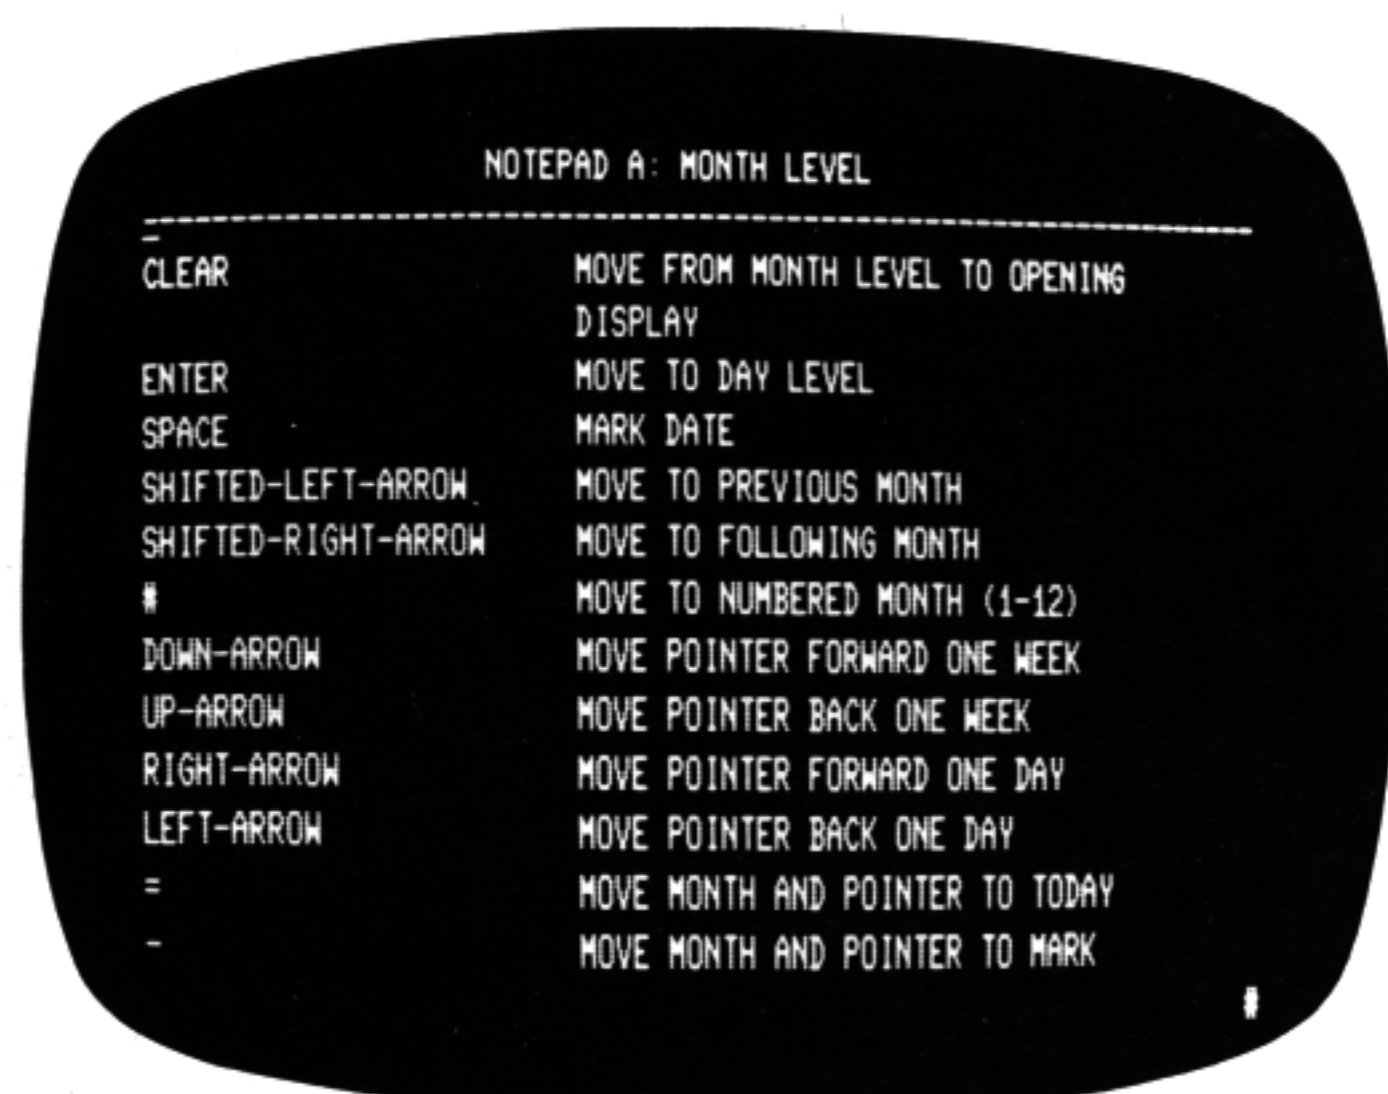 NOTEPAD A: MONTH LEVEL
--------------------------------------------------------------
CLEAR MOVE FROM MONTH LEVEL TO OPENING
DISPLAY
ENTER MOVE TO DAY LEVEL
SPACE MARK DATE
SHIFTED-LEFT-ARROW MOVE TO PREVIOUS MONTH
SHIFTED-RIGHT-ARROW MOVE TO FOLLOWING MONTH
# MOVE TO NUMBERED MONTH (1-12)
DOWN-ARROW MOVE POINTER FORWARD ONE WEEK
UP-ARROW MOVE POINTER BACK ONE WEEK
RIGHT-ARROW MOVE POINTER FORWARD ONE DAY
LEFT-ARROW MOVE POINTER BACK ONE DAY
= MOVE MONTH AND POINTER TO TODAY
- MOVE MONTH AND POINTER TO MARK
#